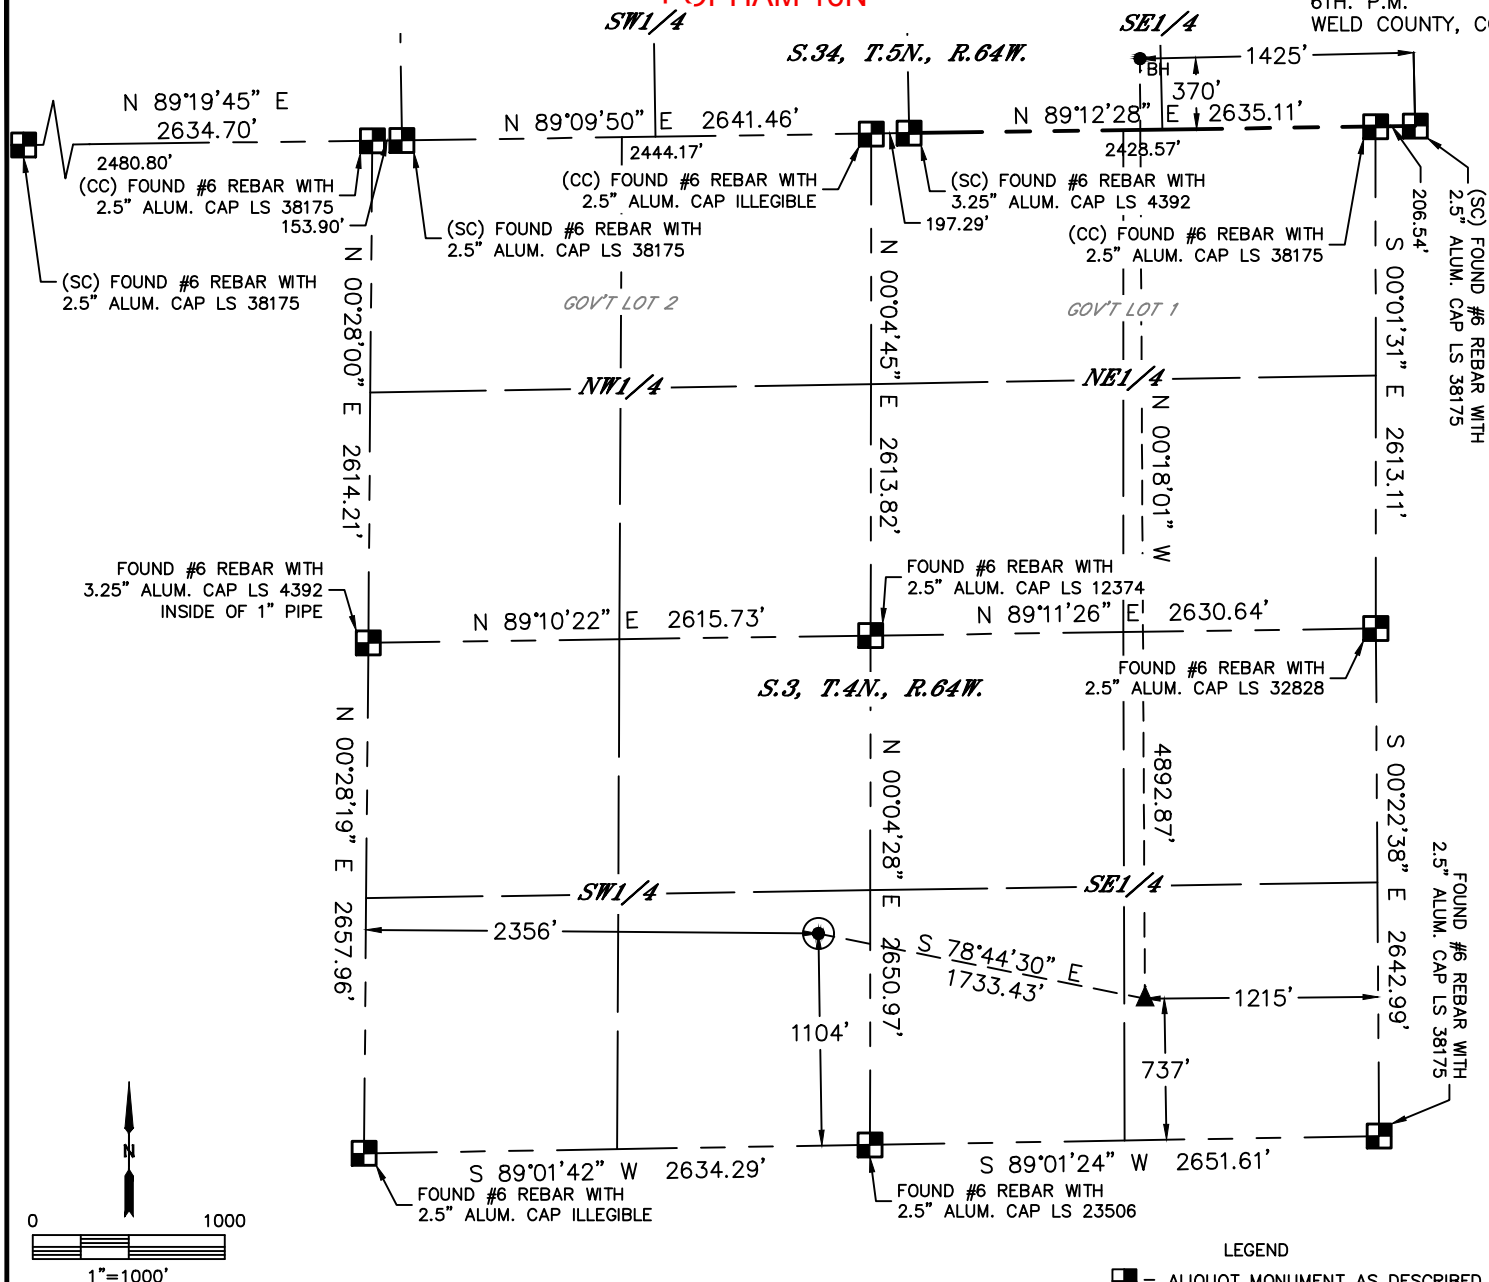 6TH. P.M.
WELD COUNTY, C
SW1/4
SE1/4
S.34, T.5N., R.64W.
1425'
BH
370'
N 89°19'45" E
2634.70'
2480.80'
N 89°09'50" E 2641.46'
2444.17'
N 89°12'28" E 2635.11'
2428.57'
(CC) FOUND #6 REBAR WITH
2.5" ALUM. CAP LS 38175
153.90'
(SC) FOUND #6 REBAR WITH
2.5" ALUM. CAP LS 38175
(SC) FOUND #6 REBAR WITH
2.5" ALUM. CAP LS 38175
(CC) FOUND #6 REBAR WITH
2.5" ALUM. CAP ILLEGIBLE
(SC) FOUND #6 REBAR WITH
3.25" ALUM. CAP LS 4392
197.29'
(CC) FOUND #6 REBAR WITH
2.5" ALUM. CAP LS 38175
206.54'
(SC) FOUND #6 REBAR WITH
2.5" ALUM. CAP LS 38175
GOV'T LOT 2
GOV'T LOT 1
N 00°28'00" E 2614.21'
N 00°04'45" E 2613.82'
S 00°01'31" E 2613.11'
NW1/4
NE1/4
N 00°18'01" W
4892.87'
FOUND #6 REBAR WITH
3.25" ALUM. CAP LS 4392
INSIDE OF 1" PIPE
FOUND #6 REBAR WITH
2.5" ALUM. CAP LS 12374
N 89°10'22" E 2615.73'
N 89°11'26" E 2630.64'
FOUND #6 REBAR WITH
2.5" ALUM. CAP LS 32828
S.3, T.4N., R.64W.
N 00°28'19" E 2657.96'
N 00°04'28" E 2650.97'
S 00°22'38" E 2642.99'
SW1/4
SE1/4
2356'
S 78°44'30" E
1733.43'
1215'
1104'
737'
FOUND #6 REBAR WITH
2.5" ALUM. CAP LS 38175
S 89°01'42" W 2634.29'
S 89°01'24" W 2651.61'
FOUND #6 REBAR WITH
2.5" ALUM. CAP ILLEGIBLE
FOUND #6 REBAR WITH
2.5" ALUM. CAP LS 23506
N
0 1000
1"=1000'
LEGEND
= ALIQUOT MONUMENT AS DESCRIBED